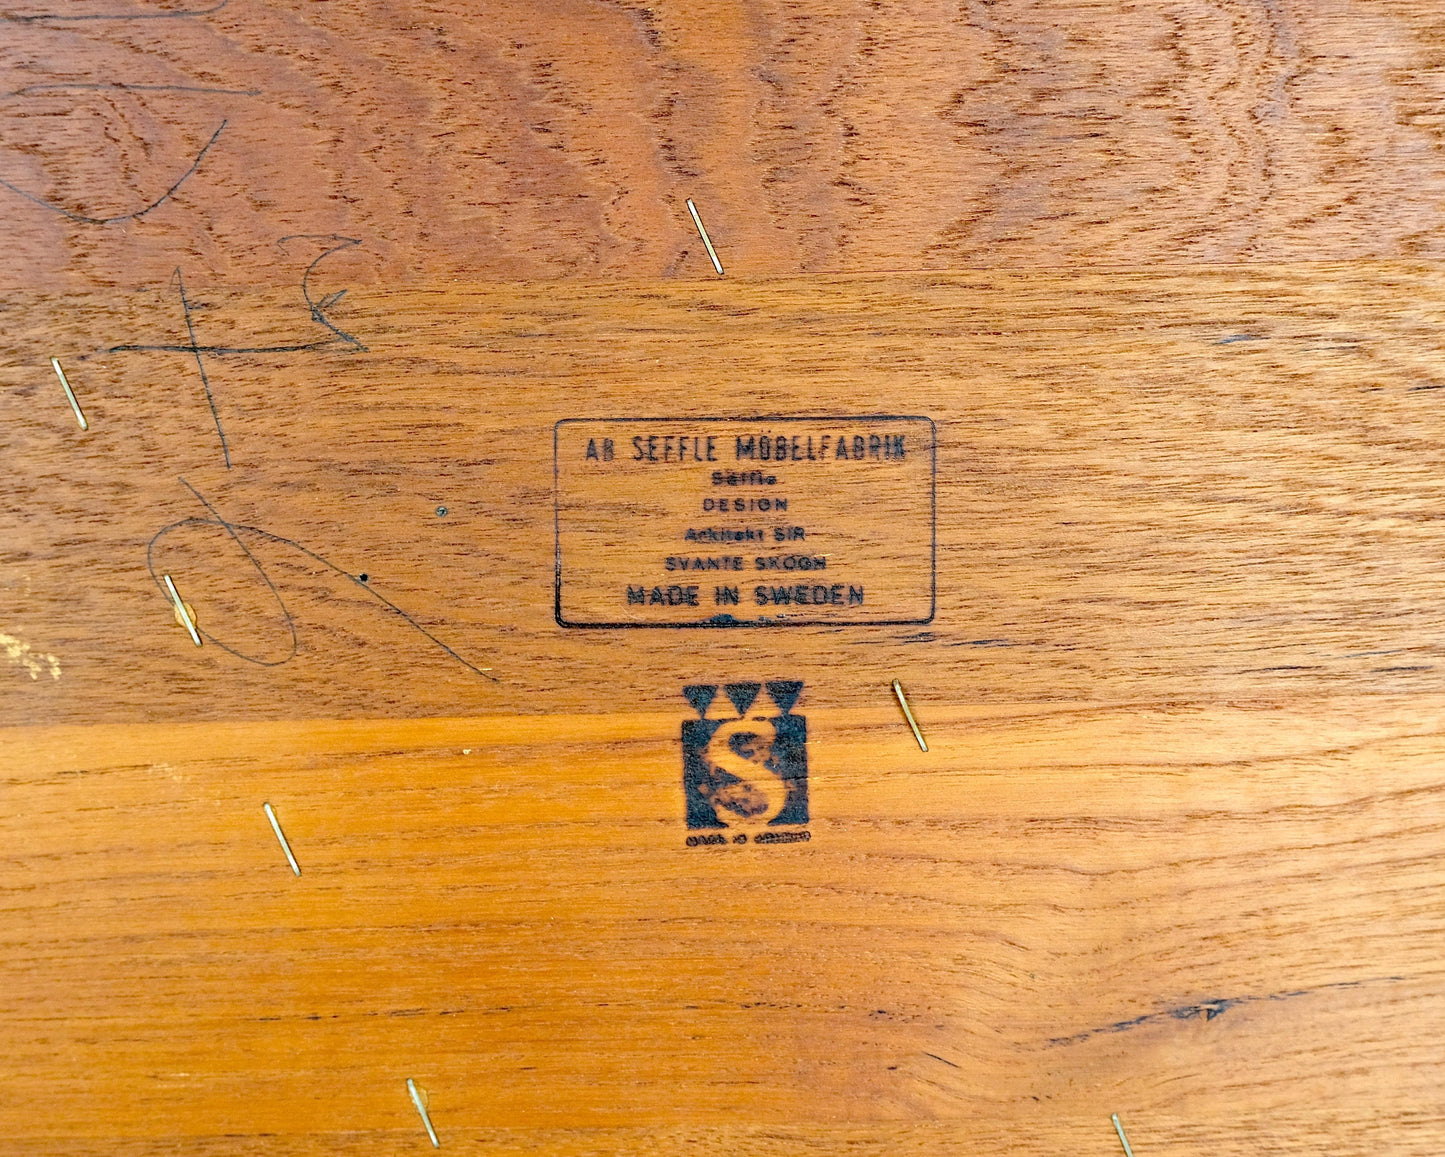 AB SEFFLE MÖBELFABRIK
Säffle
DESIGN
Arkitekt SIR
SVANTE SKOGH
MADE IN SWEDEN
S